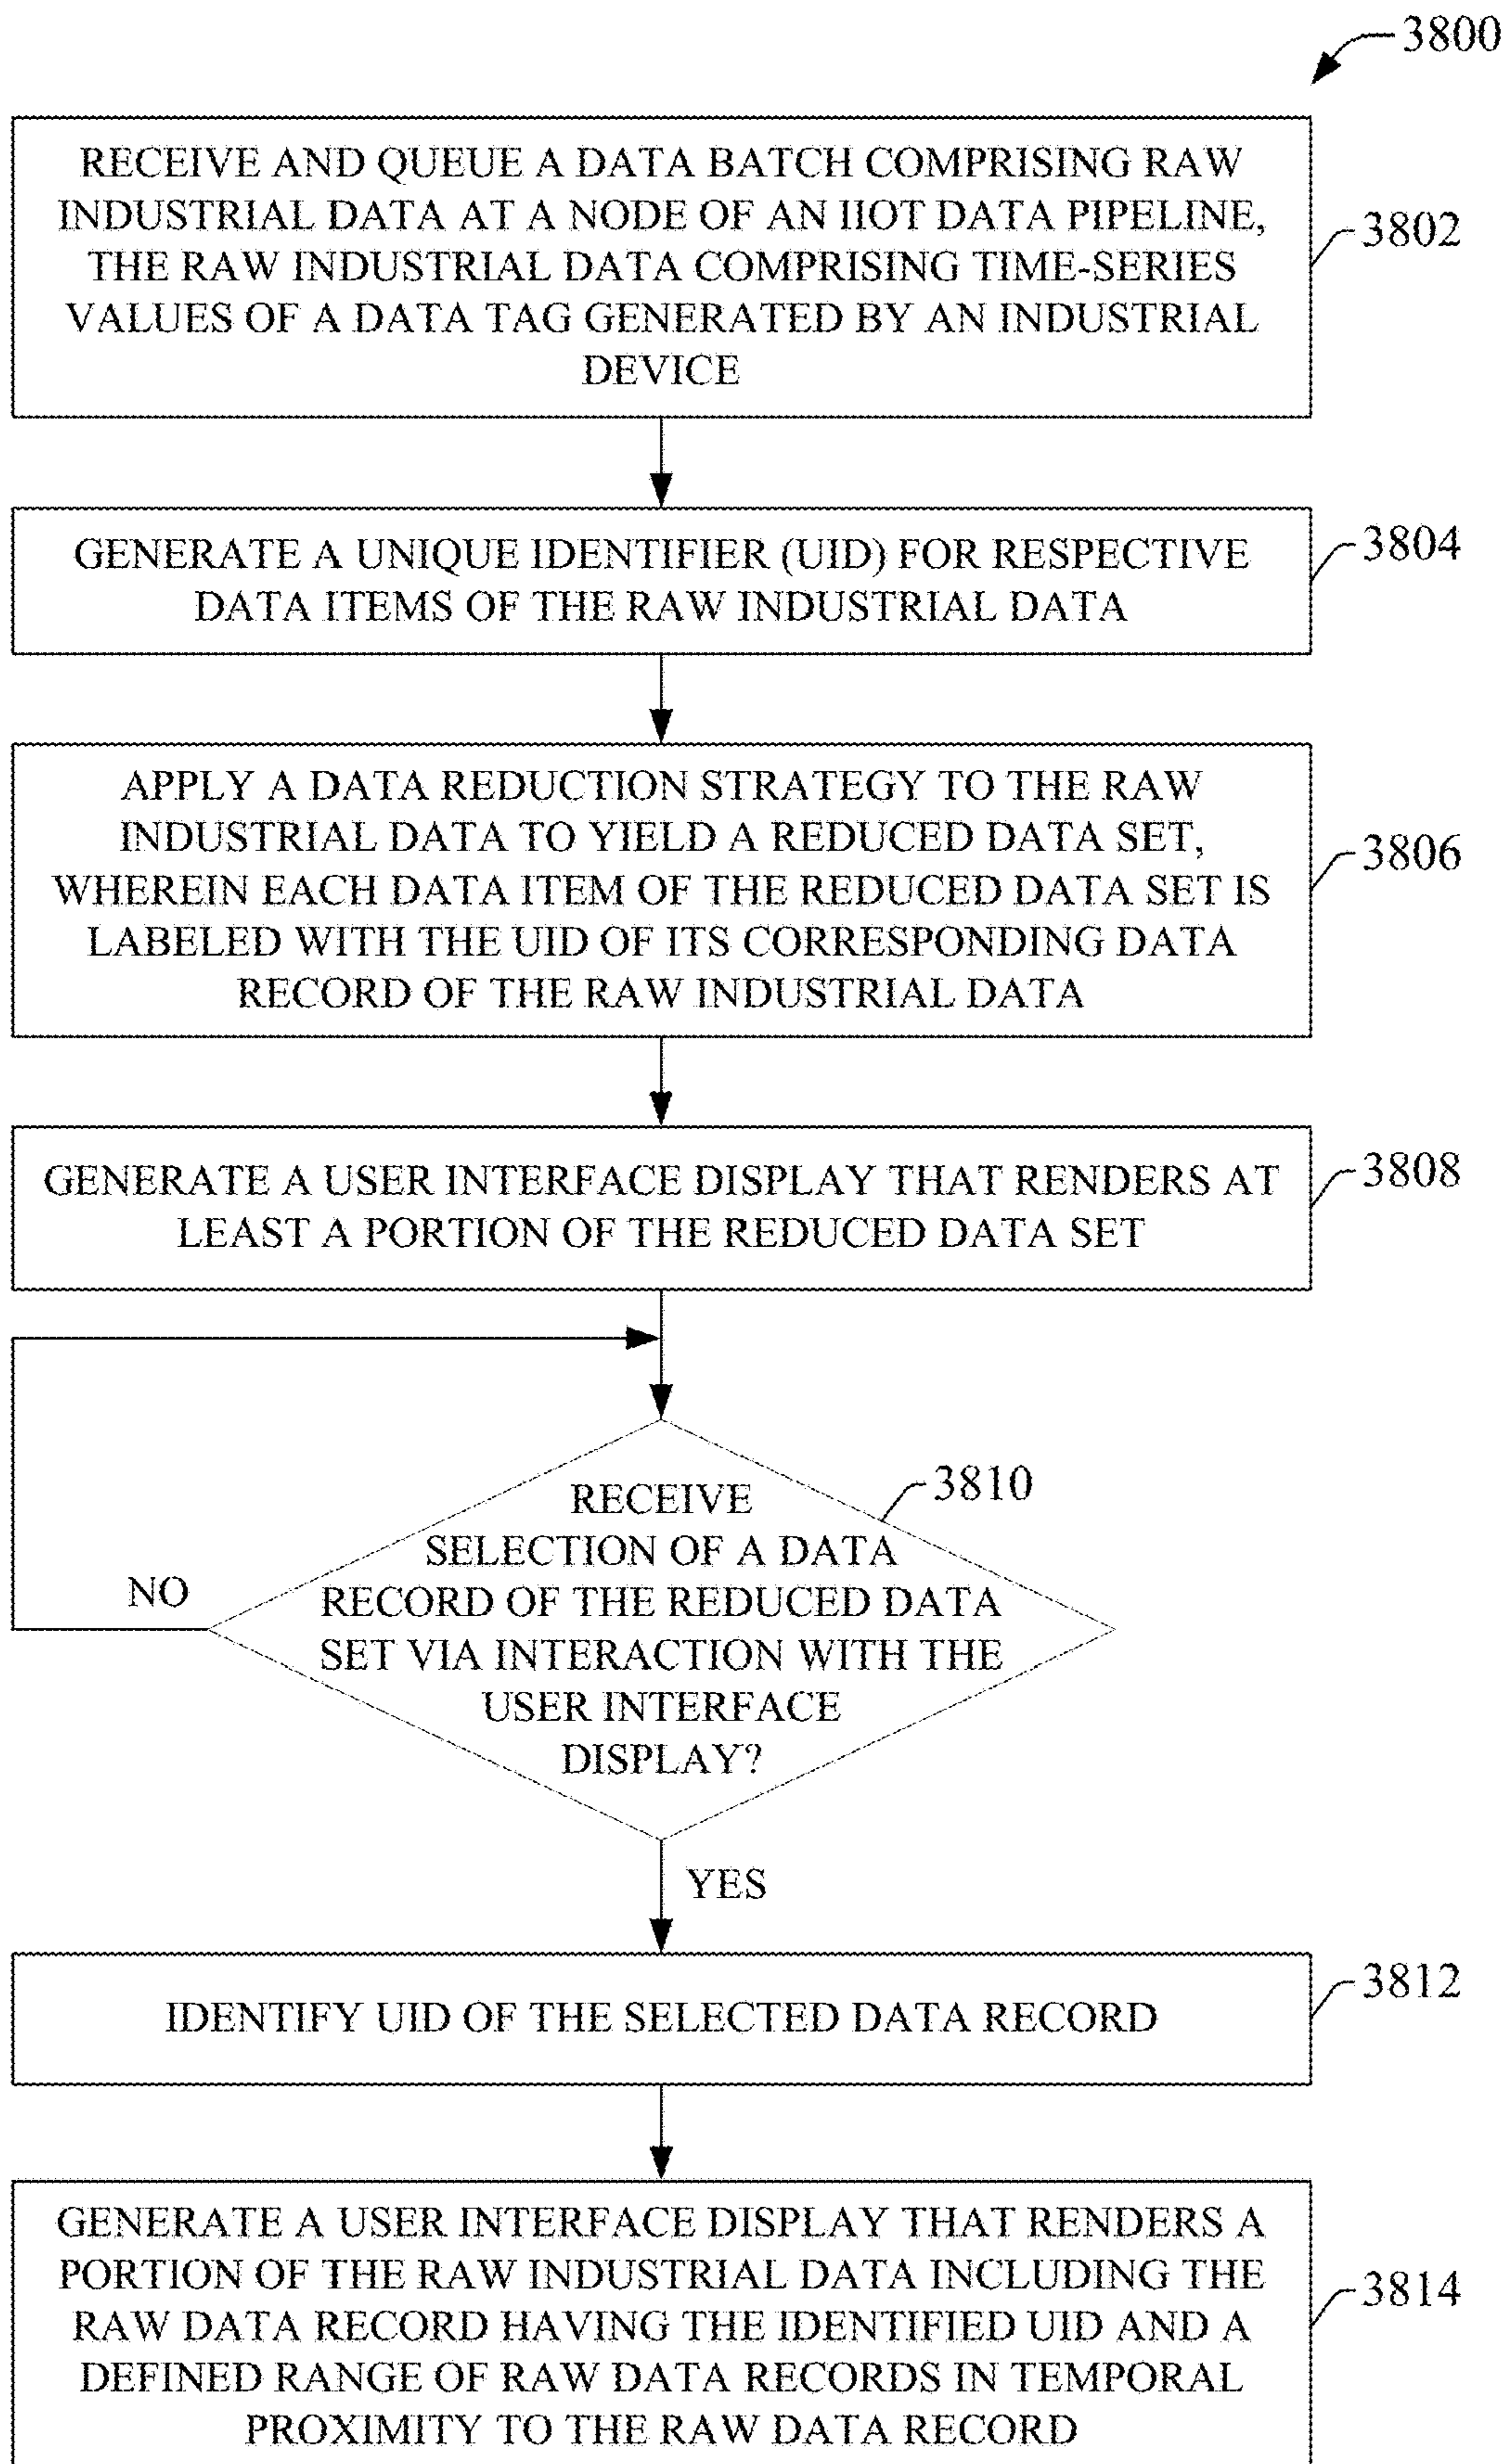 3800
RECEIVE AND QUEUE A DATA BATCH COMPRISING RAW
INDUSTRIAL DATA AT A NODE OF AN IIOT DATA PIPELINE,
THE RAW INDUSTRIAL DATA COMPRISING TIME-SERIES
VALUES OF A DATA TAG GENERATED BY AN INDUSTRIAL
DEVICE
3802
GENERATE A UNIQUE IDENTIFIER (UID) FOR RESPECTIVE
DATA ITEMS OF THE RAW INDUSTRIAL DATA
3804
APPLY A DATA REDUCTION STRATEGY TO THE RAW
INDUSTRIAL DATA TO YIELD A REDUCED DATA SET,
WHEREIN EACH DATA ITEM OF THE REDUCED DATA SET IS
LABELED WITH THE UID OF ITS CORRESPONDING DATA
RECORD OF THE RAW INDUSTRIAL DATA
3806
GENERATE A USER INTERFACE DISPLAY THAT RENDERS AT
LEAST A PORTION OF THE REDUCED DATA SET
3808
RECEIVE
SELECTION OF A DATA
RECORD OF THE REDUCED DATA
SET VIA INTERACTION WITH THE
USER INTERFACE
DISPLAY?
3810
NO
YES
IDENTIFY UID OF THE SELECTED DATA RECORD
3812
GENERATE A USER INTERFACE DISPLAY THAT RENDERS A
PORTION OF THE RAW INDUSTRIAL DATA INCLUDING THE
RAW DATA RECORD HAVING THE IDENTIFIED UID AND A
DEFINED RANGE OF RAW DATA RECORDS IN TEMPORAL
PROXIMITY TO THE RAW DATA RECORD
3814